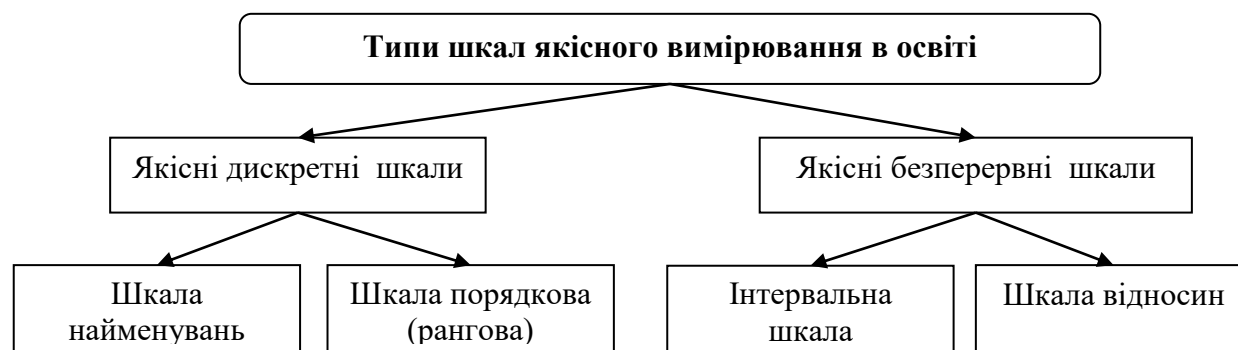 Типи шкал якісного вимірювання в освіті
Якісні дискретні шкали
Якісні безперервні шкали
Шкала
найменувань
Шкала порядкова
(рангова)
Інтервальна
шкала
Шкала відносин